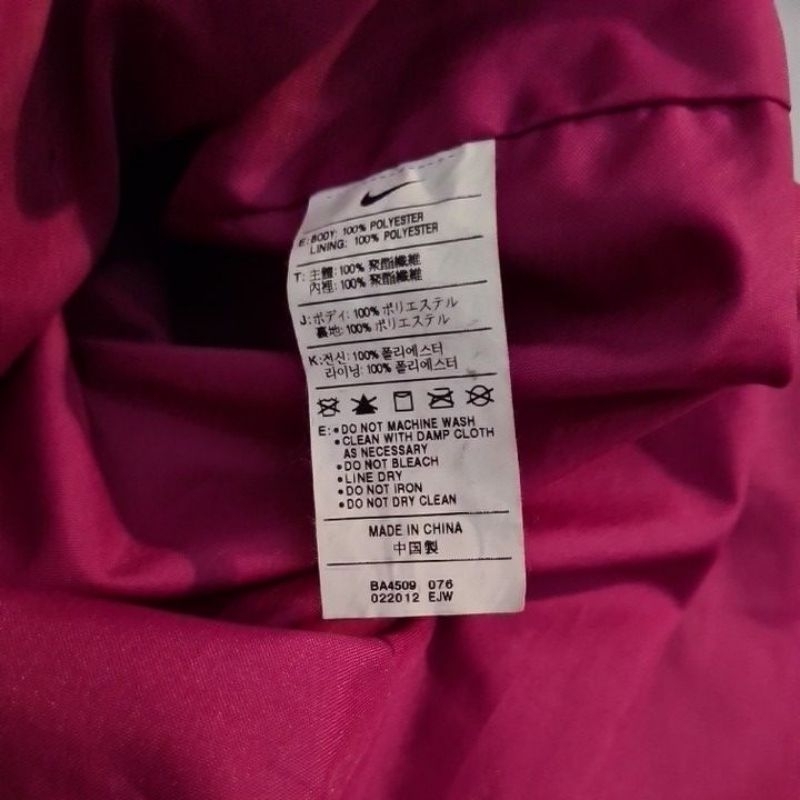 E: BODY: 100% POLYESTER
LINING: 100% POLYESTER
T: 主體: 100% 聚酯纖維
內裡: 100% 聚酯纖維
J: ボディ: 100% ポリエステル
裏地: 100% ポリエステル
K: 전신: 100% 폴리에스터
라이닝: 100% 폴리에스터
E: •DO NOT MACHINE WASH
•CLEAN WITH DAMP CLOTH
AS NECESSARY
•DO NOT BLEACH
•LINE DRY
•DO NOT IRON
•DO NOT DRY CLEAN
MADE IN CHINA
中国製
BA4509 076
022012 EJW